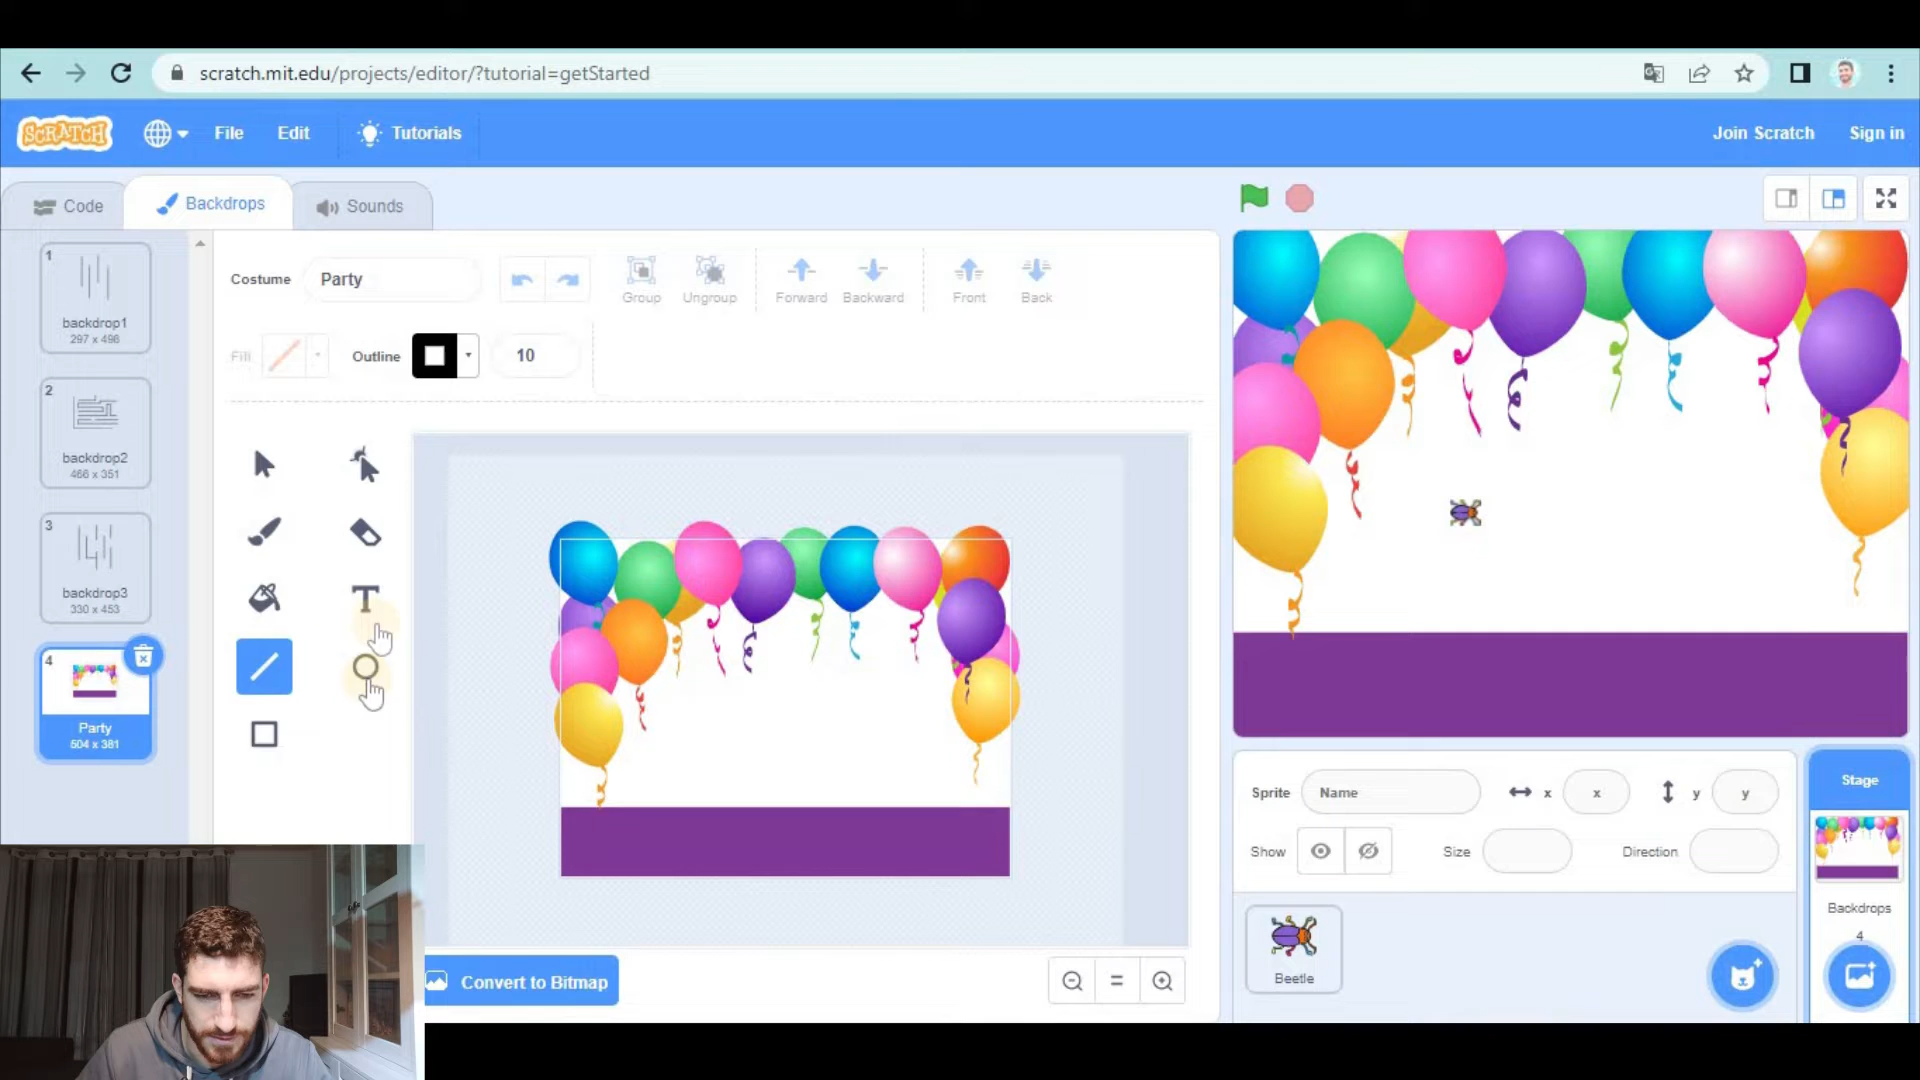 scratch.mit.edu/projects/editor/?tutorial=getStarted
SCRATCH File Edit Tutorials Join Scratch Sign in
Code Backdrops Sounds
1
backdrop1
297 x 496
2
backdrop2
466 x 351
3
backdrop3
330 x 453
4
Party
504 x 381
Costume Party Group Ungroup Forward Backward Front Back
Fill Outline 10
T
Convert to Bitmap
Sprite Name x x y y
Show Size Direction
Beetle
Stage
Backdrops
4